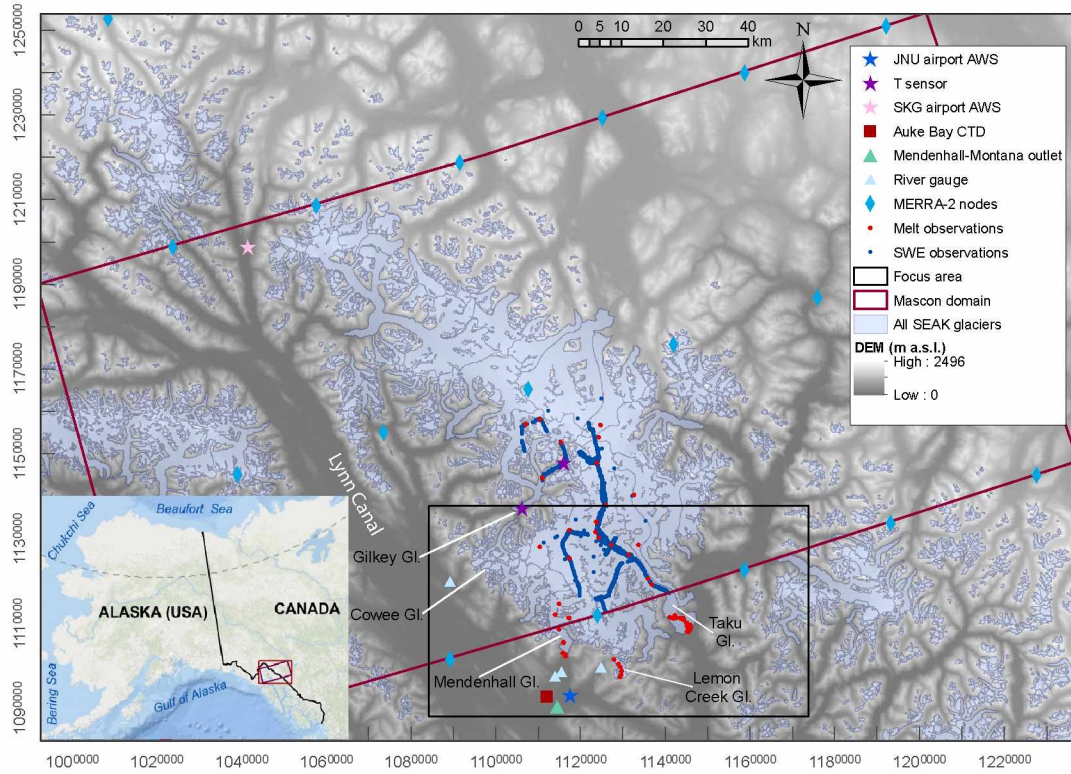 1250000
1230000
1210000
1190000
1170000
1150000
1130000
1110000
1090000
0 10 20 30 40
km
N
JNU airport AWS
T sensor
SKG airport AWS
Auke Bay CTD
Mendenhall-Montana outlet
River gauge
MERRA-2 nodes
Melt observations
SWE observations
Focus area
Mascon domain
All SEAK glaciers
DEM (m a.s.l.)
High : 2496
Low : 0
Lynn Canal
Gilkey Gl.
Cowee Gl.
Mendenhall Gl.
Taku
Gl.
Lemon
Creek Gl.
Chukchi Sea
Beaufort Sea
ALASKA (USA)
CANADA
Bering Sea
Gulf of Alaska
1000000 1020000 1040000 1060000 1080000 1100000 1120000 1140000 1160000 1180000 1200000 1220000